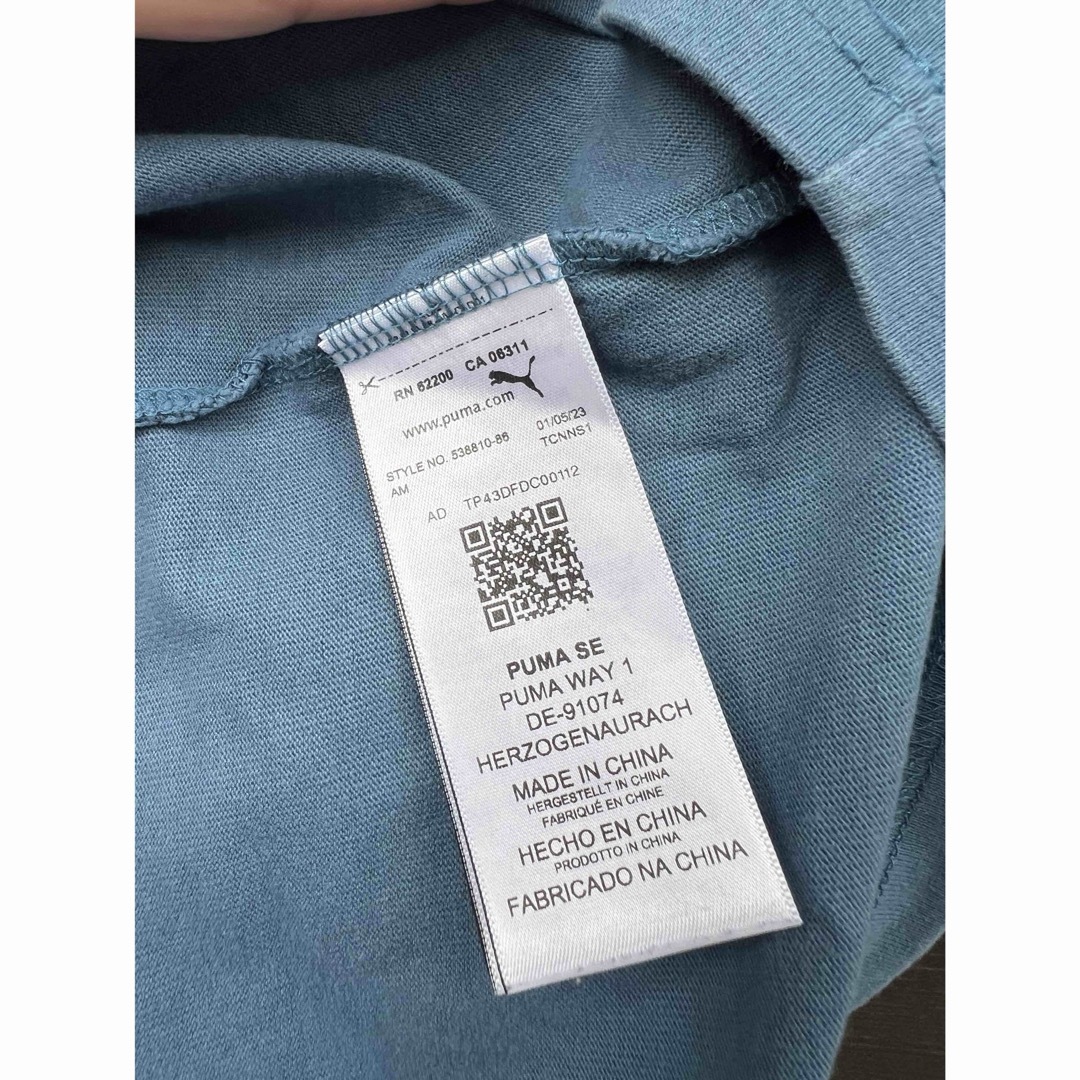 RN 62200 CA 06311
www.puma.com
STYLE NO. 538810-86 01/05/23
AM TCNNS1
AD TP43DFDC00112
PUMA SE
PUMA WAY 1
DE-91074
HERZOGENAURACH
MADE IN CHINA
HERGESTELLT IN CHINA
FABRIQUÉ EN CHINE
HECHO EN CHINA
PRODOTTO IN CHINA
FABRICADO NA CHINA